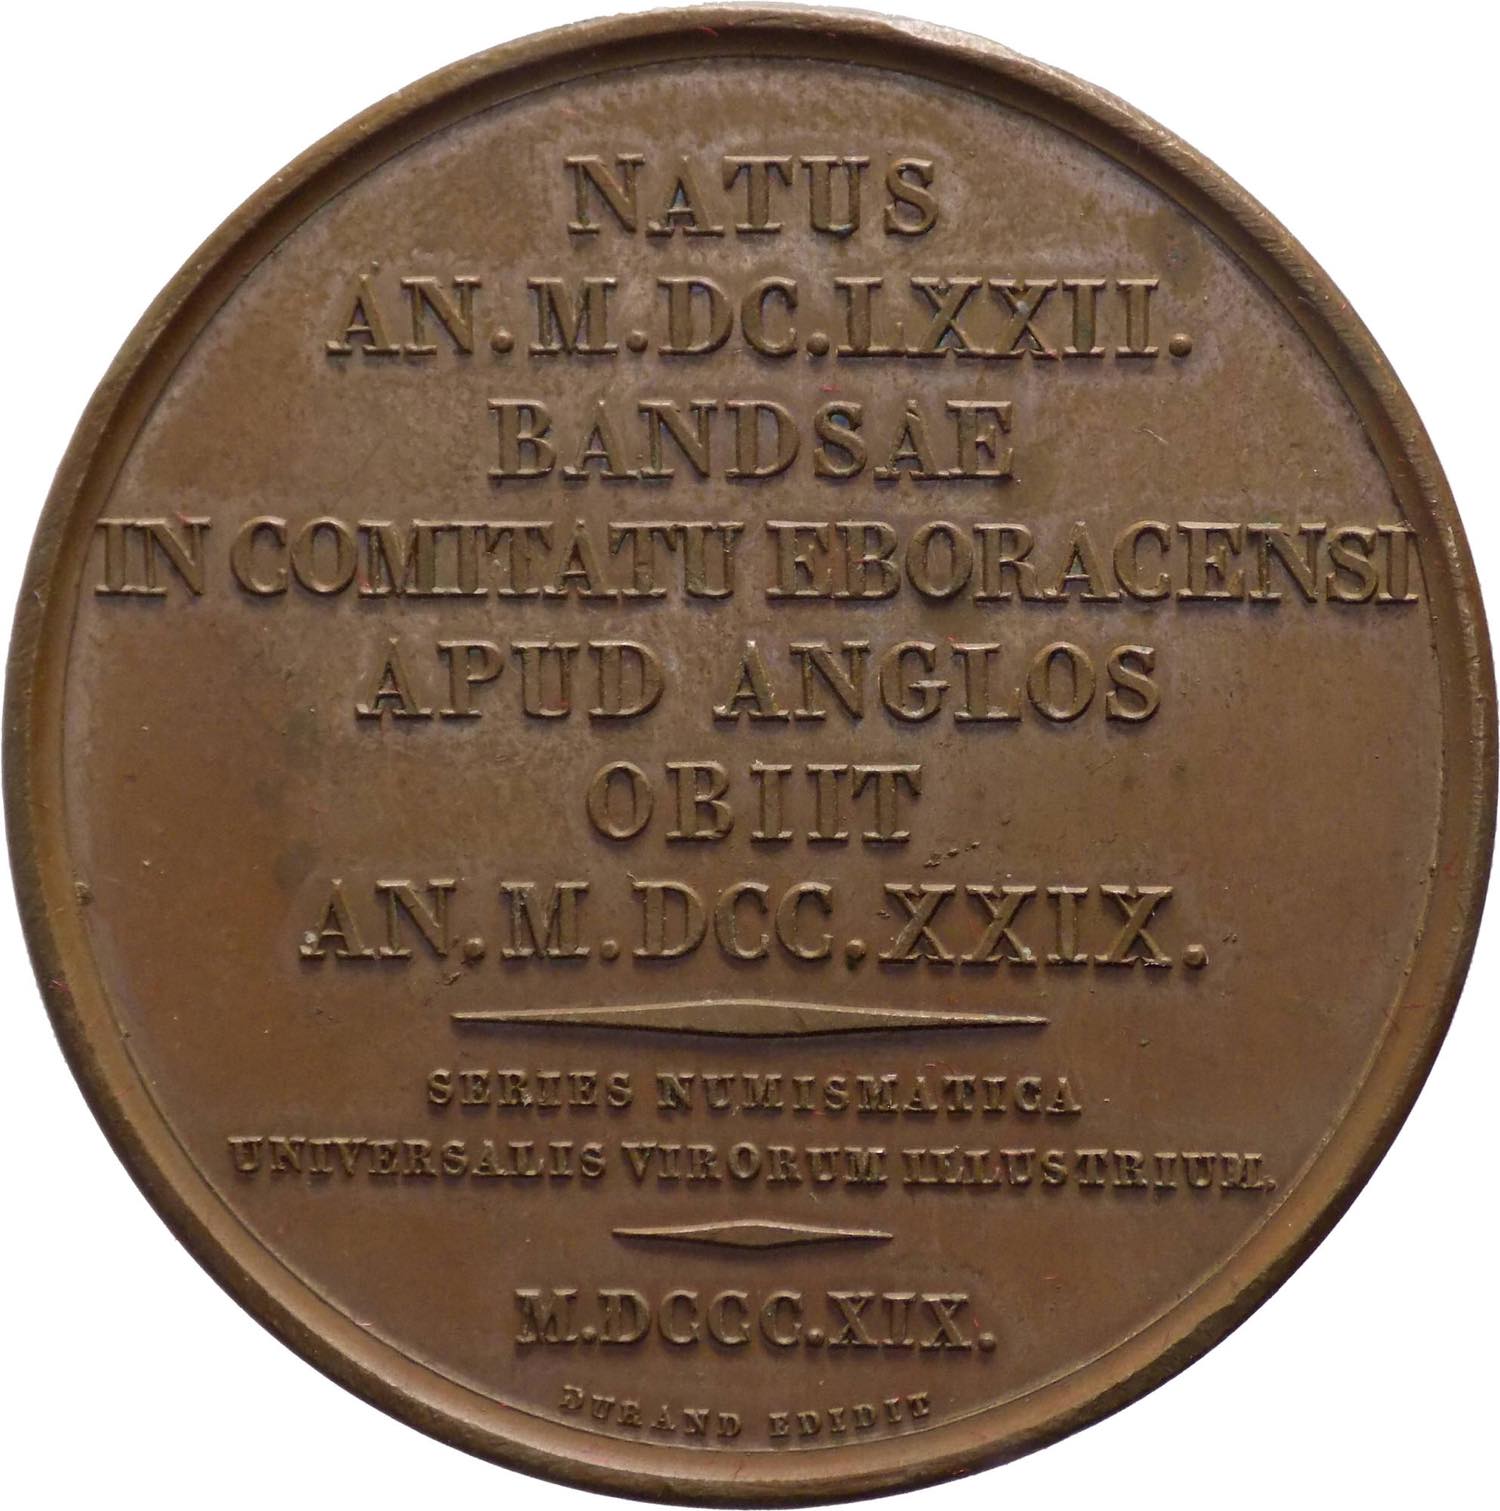 NATUS
AN.M.DC.LXXII.
BANDSAE
IN COMITATU EBORACENSI
APUD ANGLOS
OBIIT
AN.M.DCC.XXIX.
SERIES NUMISMATICA
UNIVERSALIS VIRORUM ILLUSTRIUM.
M.DCCC.XIX.
DURAND EDIDIT